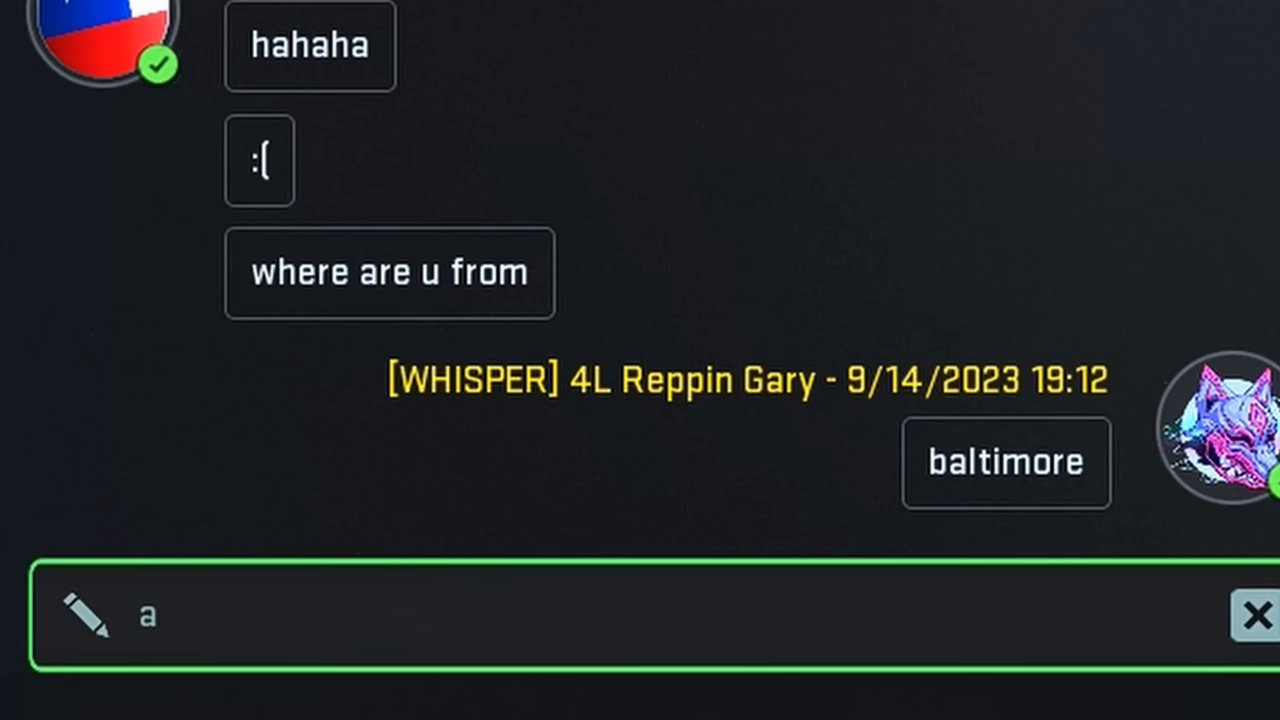 hahaha
:(
where are u from
[WHISPER] 4L Reppin Gary - 9/14/2023 19:12
baltimore
a